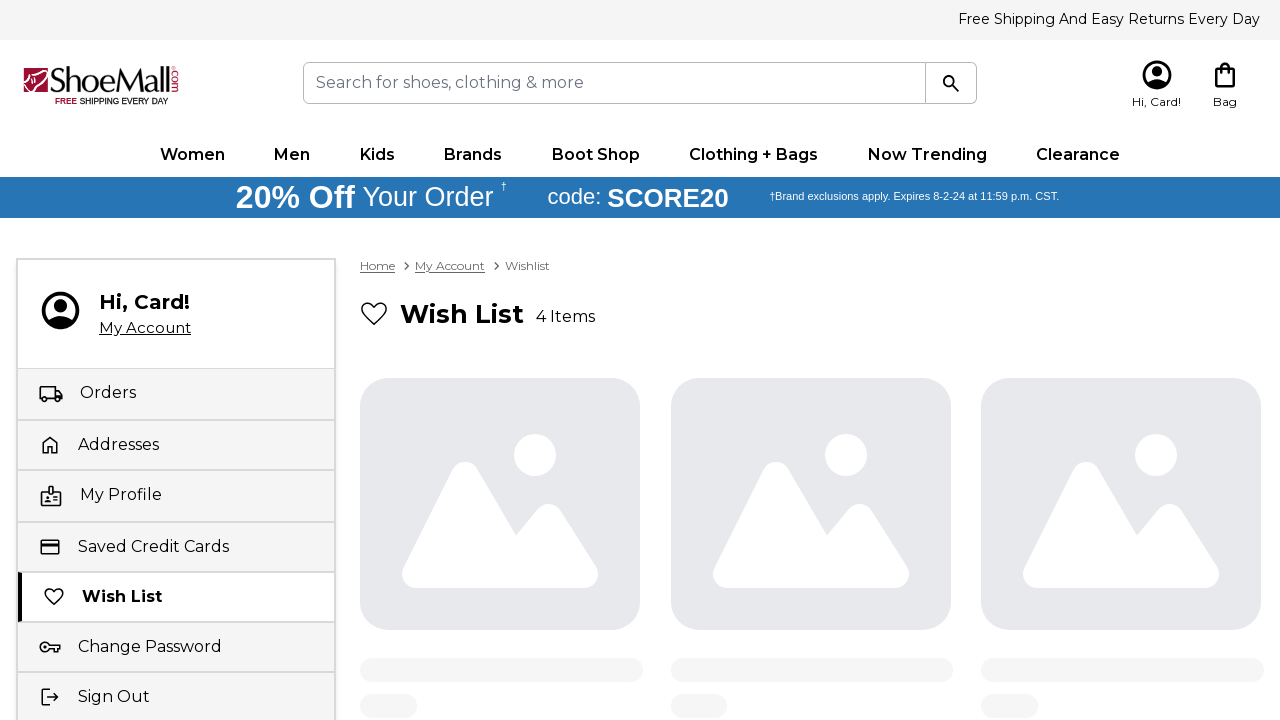 Free Shipping And Easy Returns Every Day
ShoeMall.com
FREE SHIPPING EVERY DAY
Search for shoes, clothing & more
Hi, Card!
Bag
Women Men Kids Brands Boot Shop Clothing + Bags Now Trending Clearance
20% Off Your Order † code: SCORE20 †Brand exclusions apply. Expires 8-2-24 at 11:59 p.m. CST.
Hi, Card!
My Account
Orders
Addresses
My Profile
Saved Credit Cards
Wish List
Change Password
Sign Out
Home > My Account > Wishlist
Wish List 4 Items